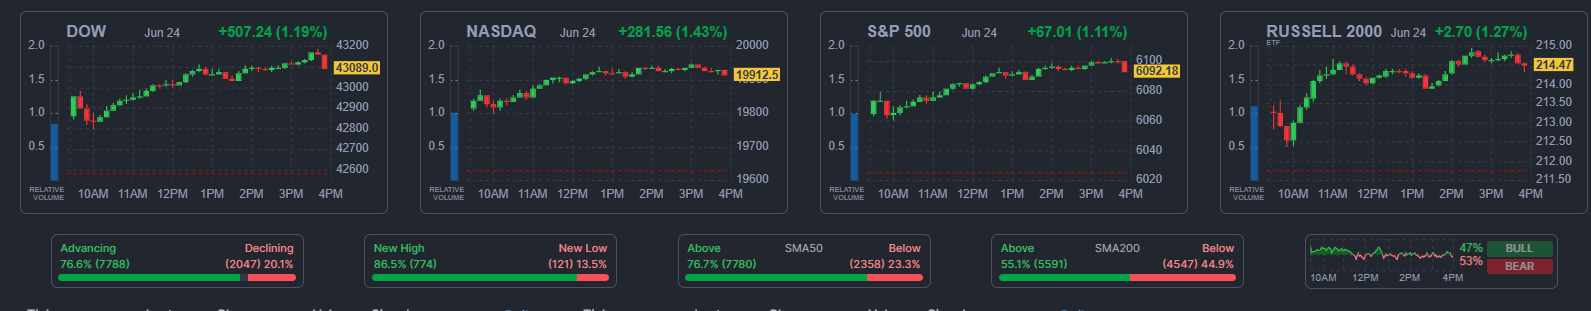 DOW Jun 24 +507.24 (1.19%)
2.0
1.5
1.0
0.5
43200
43089.0
43000
42900
42800
42700
42600
RELATIVE
VOLUME
10AM 11AM 12PM 1PM 2PM 3PM 4PM
NASDAQ Jun 24 +281.56 (1.43%)
2.0
1.5
1.0
0.5
20000
19912.5
19800
19700
19600
RELATIVE
VOLUME
10AM 11AM 12PM 1PM 2PM 3PM 4PM
S&P 500 Jun 24 +67.01 (1.11%)
2.0
1.5
1.0
0.5
6100
6092.18
6080
6060
6040
6020
RELATIVE
VOLUME
10AM 11AM 12PM 1PM 2PM 3PM 4PM
RUSSELL 2000 Jun 24 +2.70 (1.27%)
ETF
2.0
1.5
1.0
0.5
215.00
214.47
214.00
213.50
213.00
212.50
212.00
211.50
RELATIVE
VOLUME
10AM 11AM 12PM 1PM 2PM 3PM 4PM
Advancing Declining
76.6% (7788) (2047) 20.1%
New High New Low
86.5% (774) (121) 13.5%
Above SMA50 Below
76.7% (7780) (2358) 23.3%
Above SMA200 Below
55.1% (5591) (4547) 44.9%
47% BULL
53% BEAR
10AM 12PM 2PM 4PM